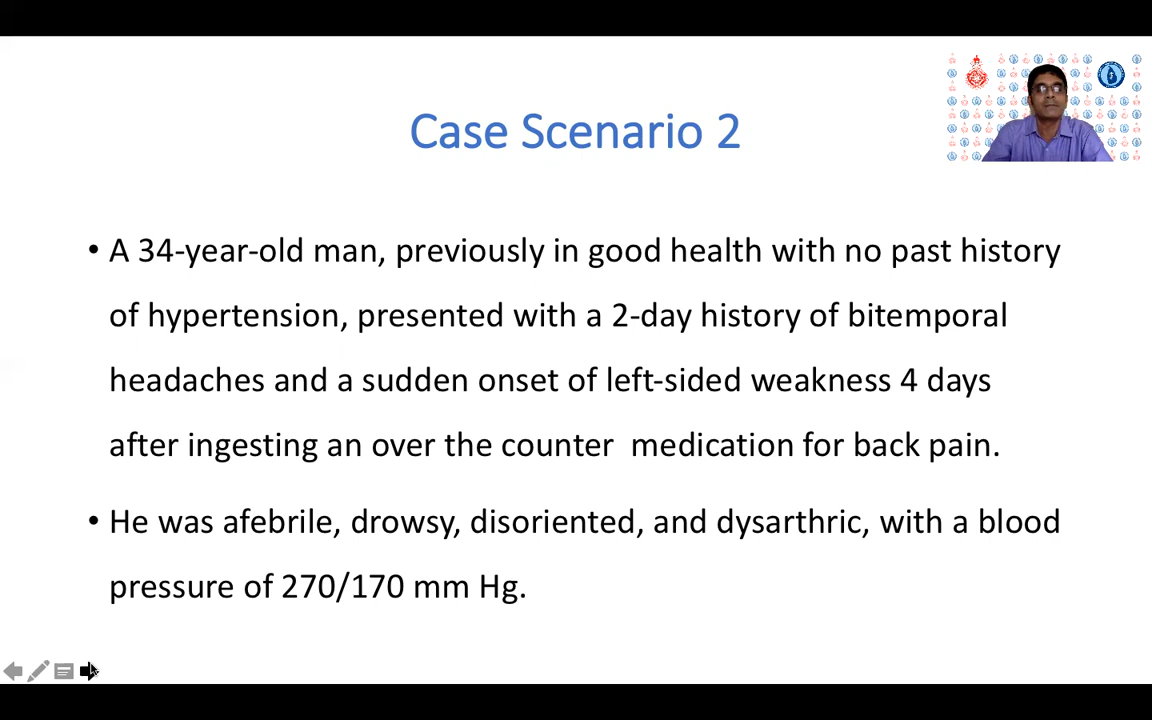 Case Scenario 2
• A 34-year-old man, previously in good health with no past history
of hypertension, presented with a 2-day history of bitemporal
headaches and a sudden onset of left-sided weakness 4 days
after ingesting an over the counter  medication for back pain.
• He was afebrile, drowsy, disoriented, and dysarthric, with a blood
pressure of 270/170 mm Hg.